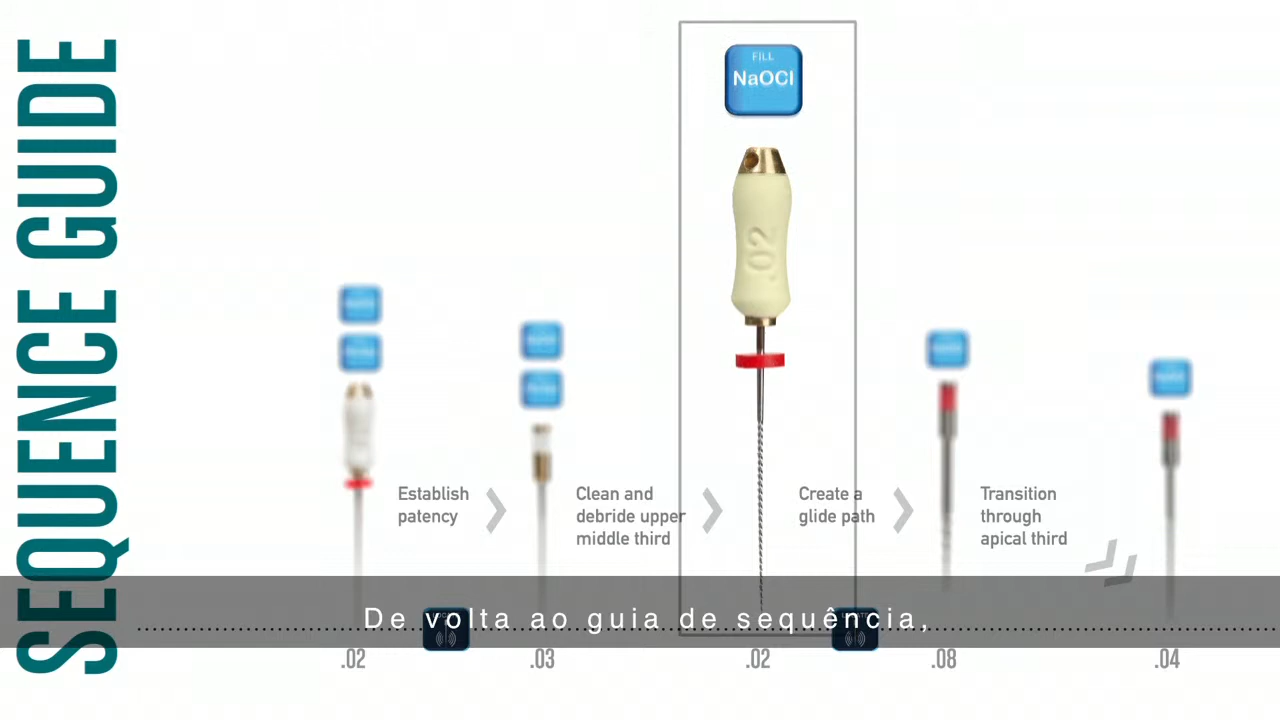 SEQUENCE GUIDE
FILL
NaOCl
.02
Establish
patency
Clean and
debride upper
middle third
Create a
glide path
Transition
through
apical third
De volta ao guia de sequência,
.02
.03
.02
.08
.04